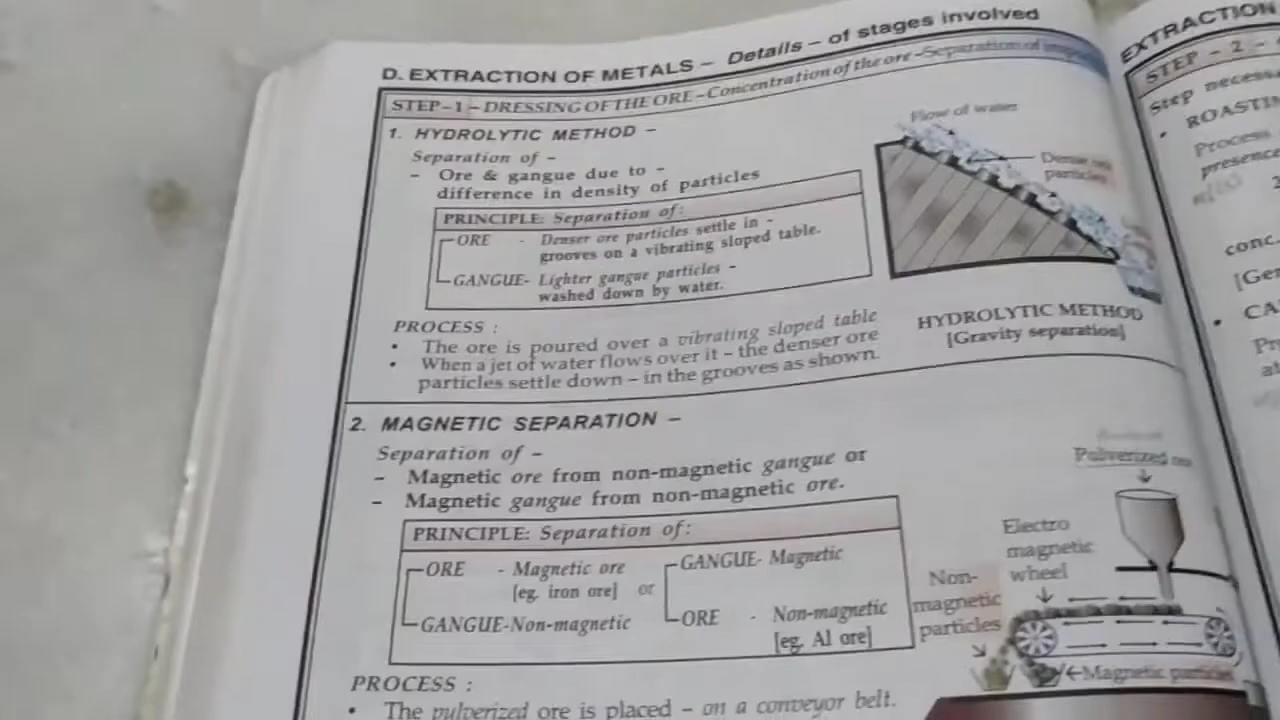 D. EXTRACTION OF METALS – Details – of stages involved
STEP–1 – DRESSING OF THE ORE – Concentration of the ore – Separation of
1. HYDROLYTIC METHOD –
Separation of –
– Ore & gangue due to –
difference in density of particles
PRINCIPLE: Separation of:
ORE - Denser ore particles settle in -
grooves on a vibrating sloped table.
GANGUE- Lighter gangue particles -
washed down by water.
Flow of water
Dense
particles
HYDROLYTIC METHOD
[Gravity separation]
PROCESS :
• The ore is poured over a vibrating sloped table
• When a jet of water flows over it – the denser ore
particles settle down – in the grooves as shown.
2. MAGNETIC SEPARATION –
Separation of –
– Magnetic ore from non-magnetic gangue or
– Magnetic gangue from non-magnetic ore.
PRINCIPLE: Separation of:
ORE - Magnetic ore
[eg. iron ore]
or
GANGUE-Non-magnetic
GANGUE- Magnetic
ORE - Non-magnetic
[eg. Al ore]
Pulverized
Electro
magnetic
wheel
Non-
magnetic
particles
←Magnetic particles
PROCESS :
• The pulverized ore is placed – on a conveyor belt.
EXTRACTION
STEP – 2 –
Step
• ROASTIN
Process
presence
conc.
[Ge
• CA